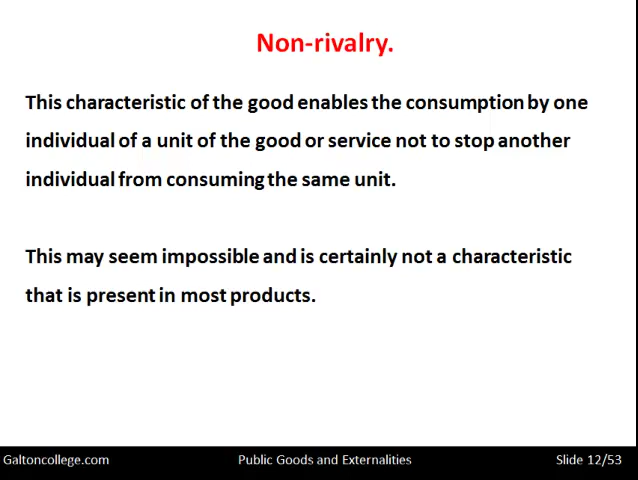 Non-rivalry.
This characteristic of the good enables the consumption by one
individual of a unit of the good or service not to stop another
individual from consuming the same unit.
This may seem impossible and is certainly not a characteristic
that is present in most products.
Galtoncollege.com Public Goods and Externalities Slide 12/53